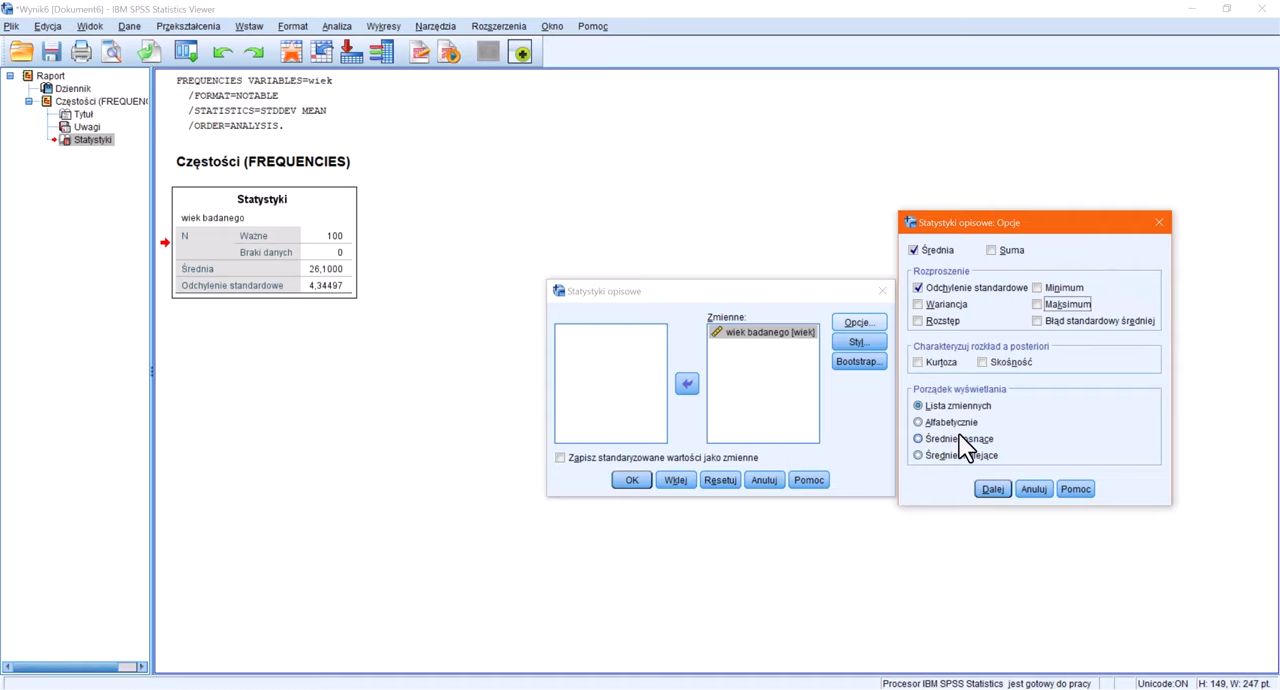 *Wynik6 [Dokument6] - IBM SPSS Statistics Viewer
Plik Edycja Widok Dane Przekształcenia Wstaw Format Analiza Wykresy Narzędzia Rozszerzenia Okno Pomoc
Raport
Dziennik
Częstości (FREQUENC
Tytuł
Uwagi
Statystyki
FREQUENCIES VARIABLES=wiek
/FORMAT=NOTABLE
/STATISTICS=STDDEV MEAN
/ORDER=ANALYSIS.
Częstości (FREQUENCIES)
Statystyki
wiek badanego
N Ważne 100
Braki danych 0
Średnia 26,1000
Odchylenie standardowe 4,34497
Statystyki opisowe
Zmienne:
wiek badanego [wiek]
Opcje...
Styl...
Bootstrap...
Zapisz standaryzowane wartości jako zmienne
OK Wklej Resetuj Anuluj Pomoc
Statystyki opisowe: Opcje
Średnia Suma
Rozproszenie
Odchylenie standardowe Minimum
Wariancja Maksimum
Rozstęp Błąd standardowy średniej
Charakteryzuj rozkład a posteriori
Kurtoza Skośność
Porządek wyświetlania
Lista zmiennych
Alfabetycznie
Dalej Anuluj Pomoc
Procesor IBM SPSS Statistics jest gotowy do pracy Unicode:ON H: 149, W: 247 pt.